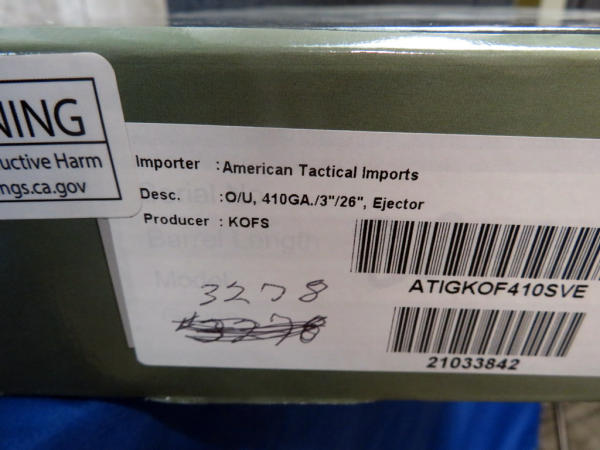 NING
uctive Harm
ngs.ca.gov
Importer : American Tactical Imports
Desc. : O/U, 410GA./3"/26", Ejector
Producer : KOFS
ATIGKOF410SVE
3278
21033842